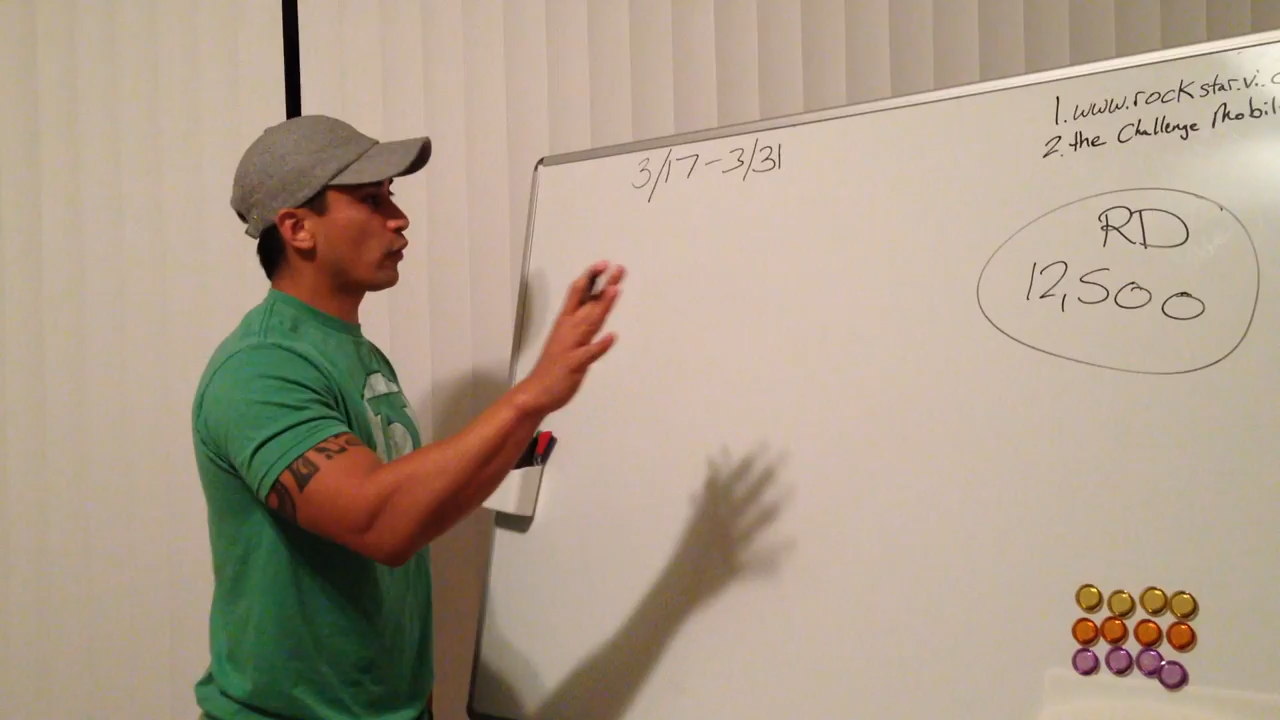 3/17-3/31
1. www.rockstar.vi.c
2. the Challenge Mobil
RD
12,500